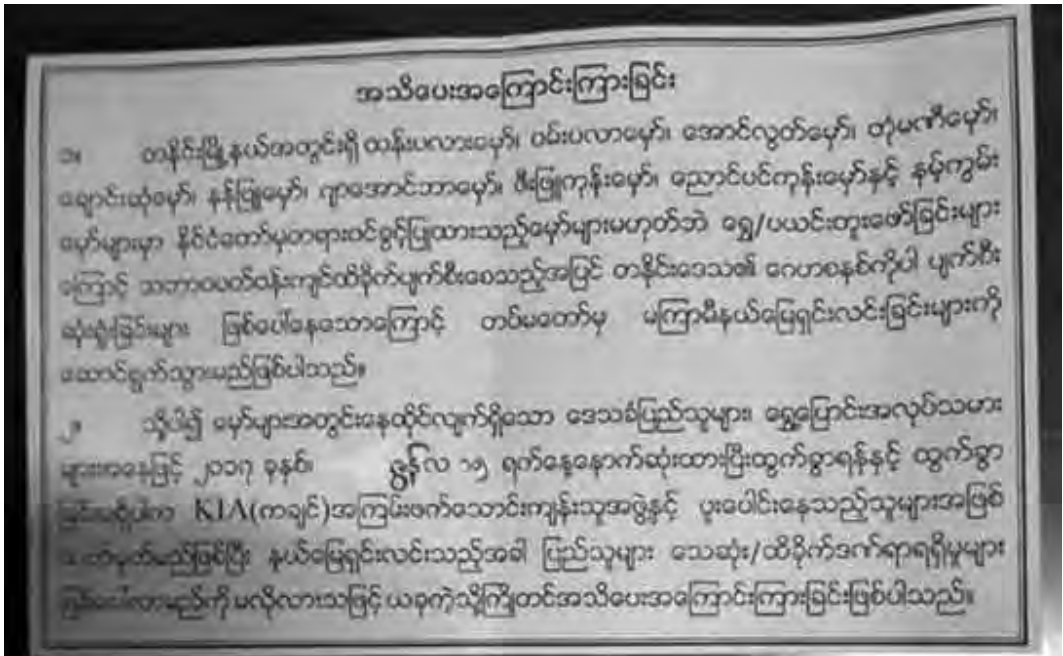 အသိပေးအကြောင်းကြားခြင်း
၁။ တနိုင်းမြို့နယ်အတွင်းရှိ ထန်းပလားမှော်၊ ဝမ်းပလာမှော်၊ အောင်လွတ်မှော်၊ တုံမဏီမှော်၊
ချောင်းဆုံမှော်၊ နန့်ဖြူမှော်၊ ဂျာအောင်ဘာမှော်၊ ဇီးဖြူကုန်းမှော်၊ ညောင်ပင်ကုန်းမှော်နှင့် နမ့်ကွမ်း
မှော်များမှာ နိုင်ငံတော်မှတရားဝင်ခွင့်ပြုထားသည့်မှော်များမဟုတ်ဘဲ ရွှေ/ပယင်းတူးဖော်ခြင်းများ
ကြောင့် သဘာဝပတ်ဝန်းကျင်ထိခိုက်ပျက်စီးစေသည့်အပြင် တနိုင်းဒေသ၏ ဂေဟစနစ်ကိုပါ ပျက်စီး
ဆုံးရှုံးခြင်းများ ဖြစ်ပေါ်နေသောကြောင့် တပ်မတော်မှ မကြာမီနယ်မြေရှင်းလင်းခြင်းများကို
ဆောင်ရွက်သွားမည်ဖြစ်ပါသည်။
၂။ သို့ပါ၍ မှော်များအတွင်းနေထိုင်လျက်ရှိသော ဒေသခံပြည်သူများ၊ ရွှေ့ပြောင်းအလုပ်သမား
များအနေဖြင့် ၂၀၁၇ ခုနှစ်၊ ဇွန်လ ၁၅ ရက်နေ့နောက်ဆုံးထားပြီးထွက်ခွာရန်နှင့် ထွက်ခွာ
ခြင်းမရှိပါက KIA(ကချင်)အကြမ်းဖက်သောင်းကျန်းသူအဖွဲ့နှင့် ပူးပေါင်းနေသည့်သူများအဖြစ်
သတ်မှတ်မည်ဖြစ်ပြီး နယ်မြေရှင်းလင်းသည့်အခါ ပြည်သူများ သေဆုံး/ထိခိုက်ဒဏ်ရာရရှိမှုများ
ဖြစ်ပေါ်လာမည်ကို မလိုလားသဖြင့် ယခုကဲ့သို့ကြိုတင်အသိပေးအကြောင်းကြားခြင်းဖြစ်ပါသည်။